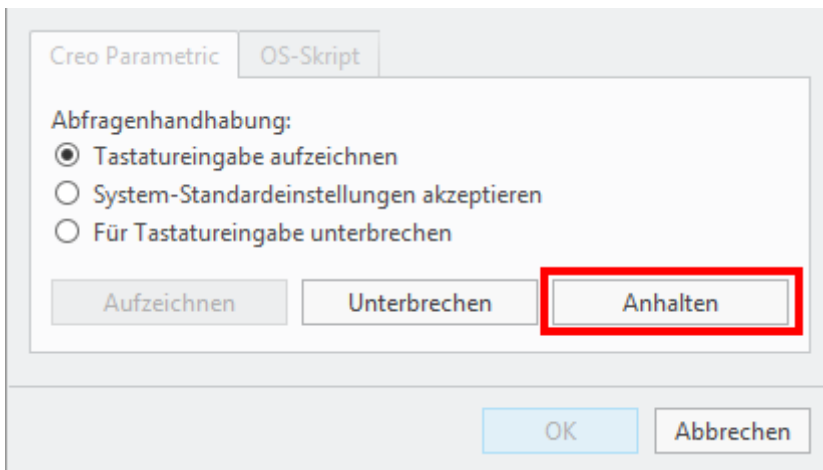 Creo Parametric OS-Skript
Abfragenhandhabung:
Tastatureingabe aufzeichnen
System-Standardeinstellungen akzeptieren
Für Tastatureingabe unterbrechen
Aufzeichnen Unterbrechen Anhalten
OK Abbrechen